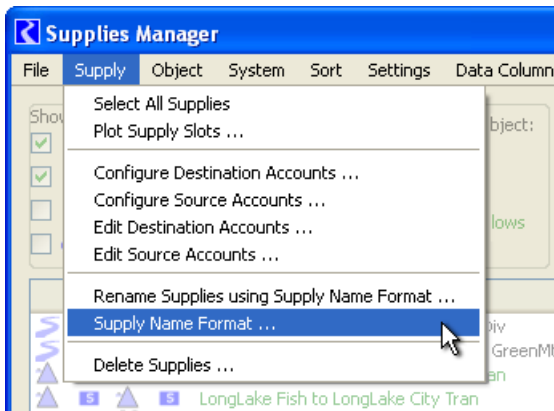 Supplies Manager
File Supply Object System Sort Settings Data Column
Select All Supplies
Plot Supply Slots ...
Configure Destination Accounts ...
Configure Source Accounts ...
Edit Destination Accounts ...
Edit Source Accounts ...
Rename Supplies using Supply Name Format ...
Supply Name Format ...
Delete Supplies ...
Show
bject:
lows
Div
GreenMt
an
S S LongLake Fish to LongLake City Tran